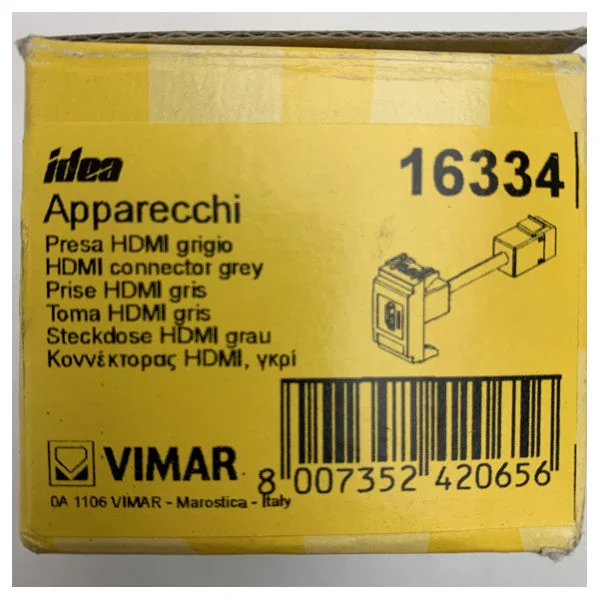 idea
16334
Apparecchi
Presa HDMI grigio
HDMI connector grey
Prise HDMI gris
Toma HDMI gris
Steckdose HDMI grau
Κοννέκτορας HDMI, γκρί
VIMAR
8 007352 420656
0A 1106 VIMAR - Marostica - Italy